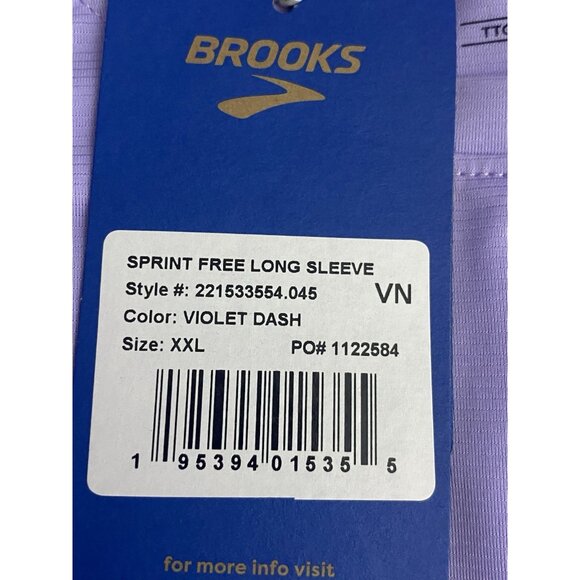 BROOKS
SPRINT FREE LONG SLEEVE
Style #: 221533554.045 VN
Color: VIOLET DASH
Size: XXL PO# 1122584
1 95394 01535 5
for more info visit